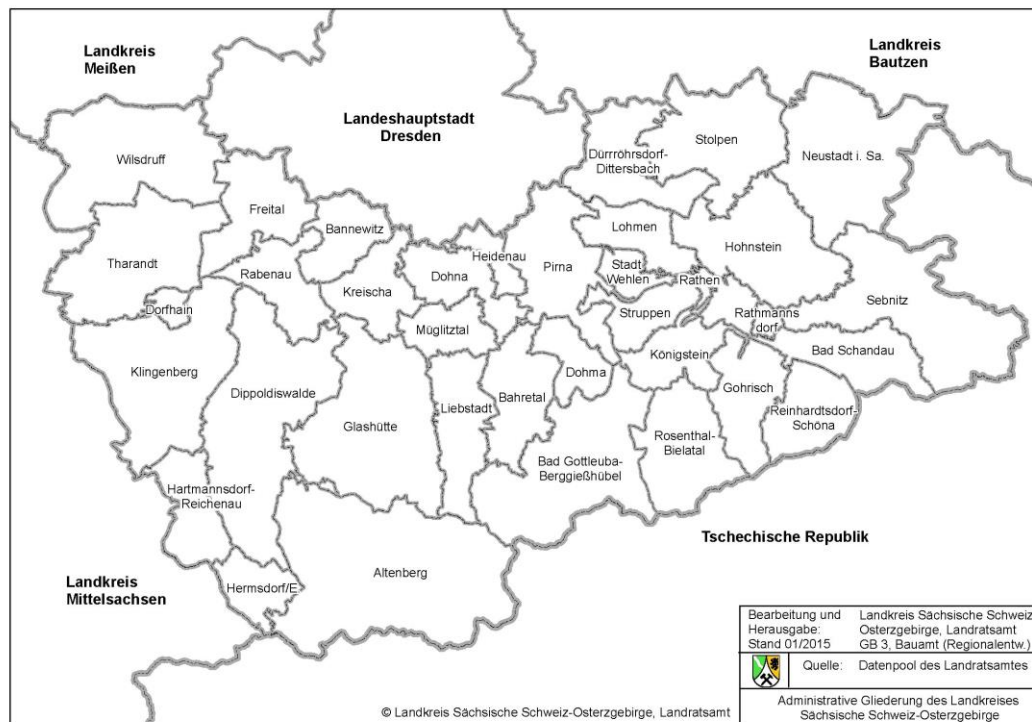 Landkreis
Meißen
Landkreis
Bautzen
Landeshauptstadt
Dresden
Wilsdruff
Stolpen
Dürrröhrsdorf-
Dittersbach
Neustadt i. Sa.
Freital
Bannewitz
Lohmen
Hohnstein
Tharandt
Rabenau
Dohna
Heidenau
Pirna
Stadt
Wehlen
Rathen
Kreischa
Sebnitz
Dorfhain
Struppen
Rathmanns
dorf
Müglitztal
Bad Schandau
Königstein
Klingenberg
Dippoldiswalde
Dohma
Gohrisch
Bahretal
Liebstadt
Reinhardtsdorf-
Schöna
Glashütte
Rosenthal-
Bielatal
Bad Gottleuba-
Berggießhübel
Hartmannsdorf-
Reichenau
Tschechische Republik
Altenberg
Hermsdorf/E.
Landkreis
Mittelsachsen
Bearbeitung und Landkreis Sächsische Schweiz
Herausgabe: Osterzgebirge, Landratsamt
Stand 01/2015 GB 3, Bauamt (Regionalentw.)
Quelle: Datenpool des Landratsamtes
Administrative Gliederung des Landkreises
Sächsische Schweiz-Osterzgebirge
© Landkreis Sächsische Schweiz-Osterzgebirge, Landratsamt